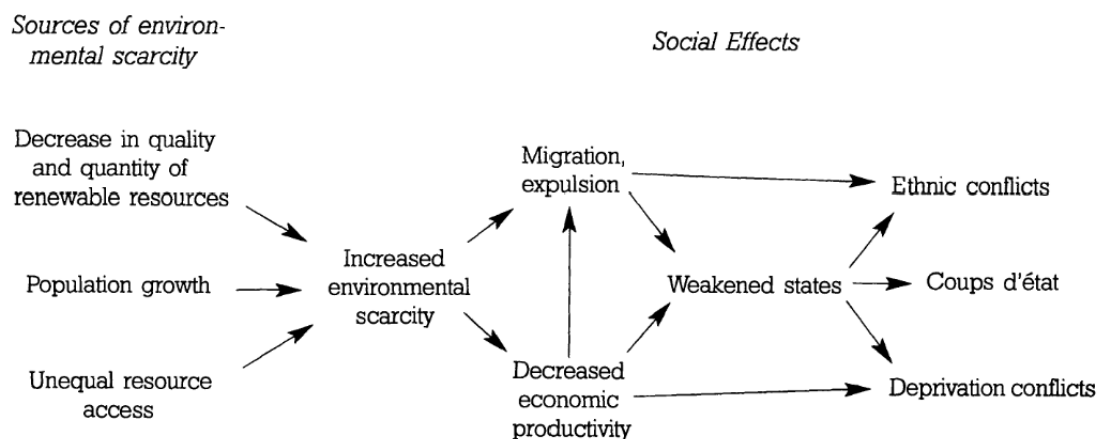 Sources of environ-
mental scarcity
Social Effects
Decrease in quality
and quantity of
renewable resources
Population growth
Unequal resource
access
Increased
environmental
scarcity
Migration,
expulsion
Decreased
economic
productivity
Weakened states
Ethnic conflicts
Coups d'état
Deprivation conflicts